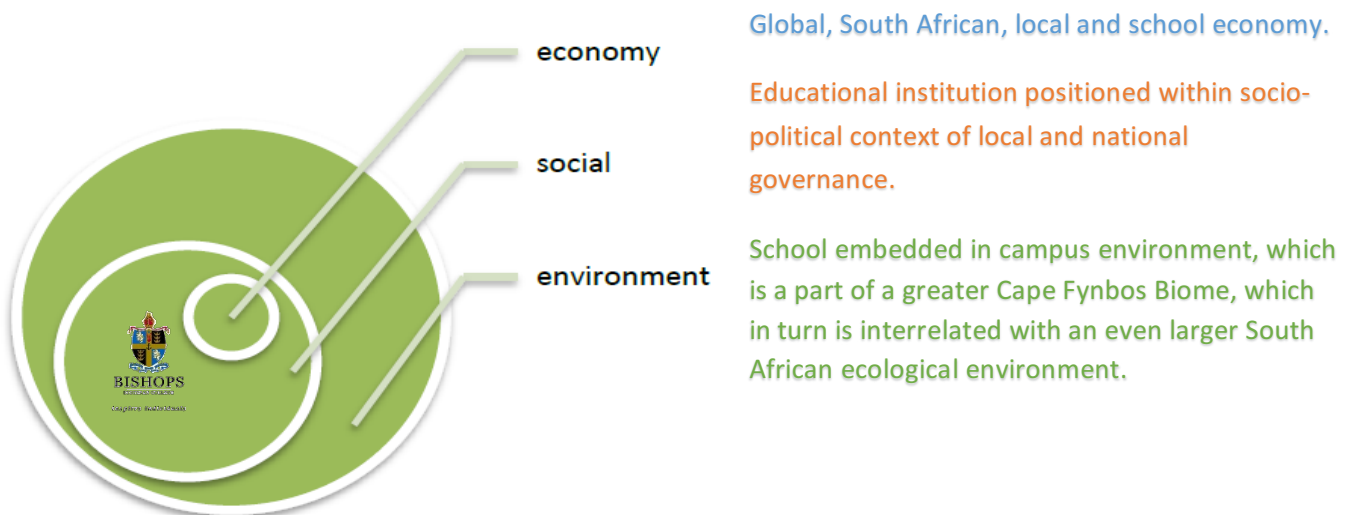 economy
social
environment
Global, South African, local and school economy.
Educational institution positioned within socio-
political context of local and national
governance.
School embedded in campus environment, which
is a part of a greater Cape Fynbos Biome, which
in turn is interrelated with an even larger South
African ecological environment.
BISHOPS